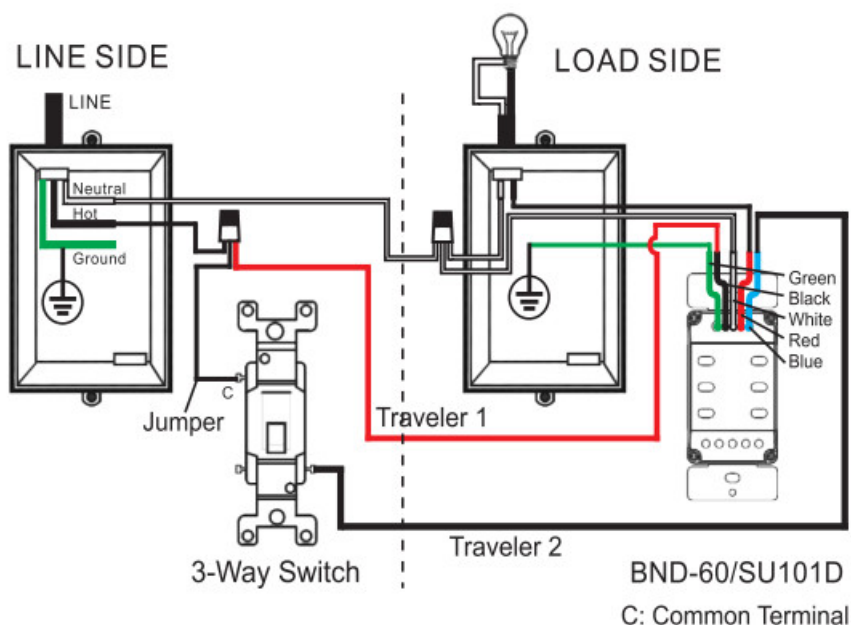 LINE SIDE
LINE
Neutral
Hot
Ground
LOAD SIDE
Green
Black
White
Red
Blue
C
Jumper
Traveler 1
Traveler 2
3-Way Switch
BND-60/SU101D
C: Common Terminal